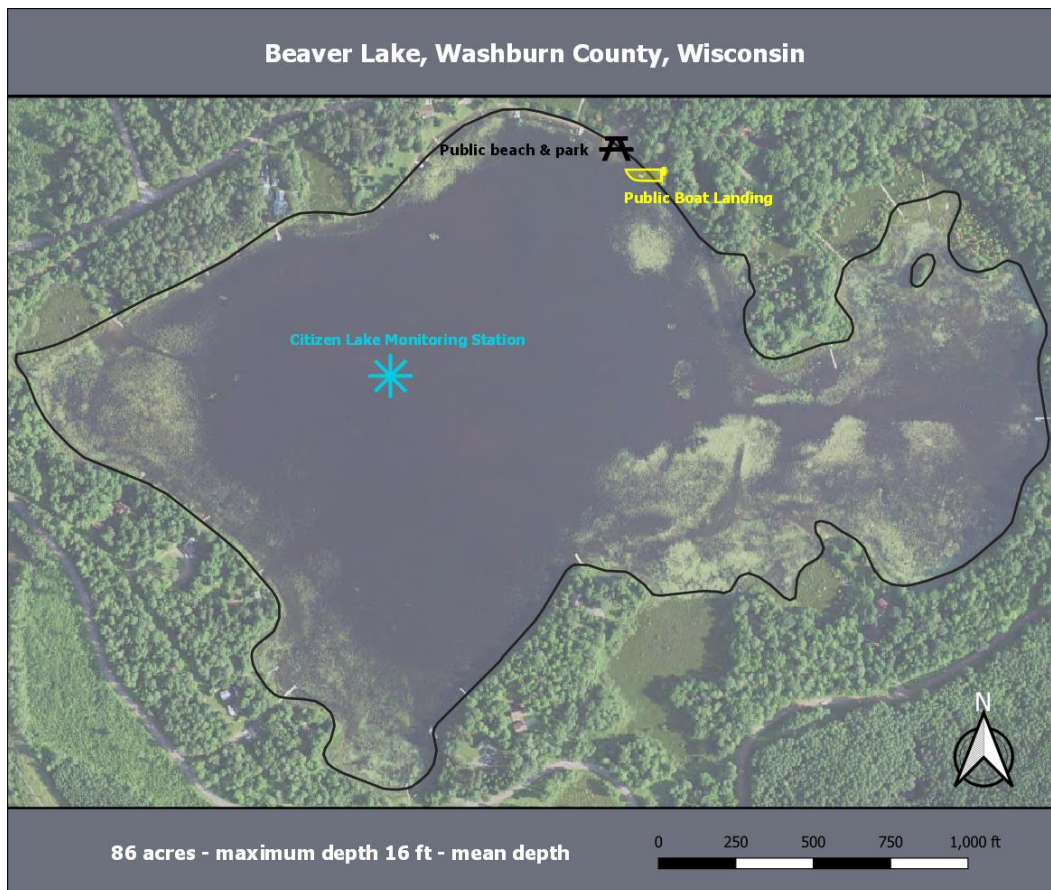 Beaver Lake, Washburn County, Wisconsin
Public beach & park
Public Boat Landing
Citizen Lake Monitoring Station
N
86 acres - maximum depth 16 ft - mean depth
0 250 500 750 1,000 ft